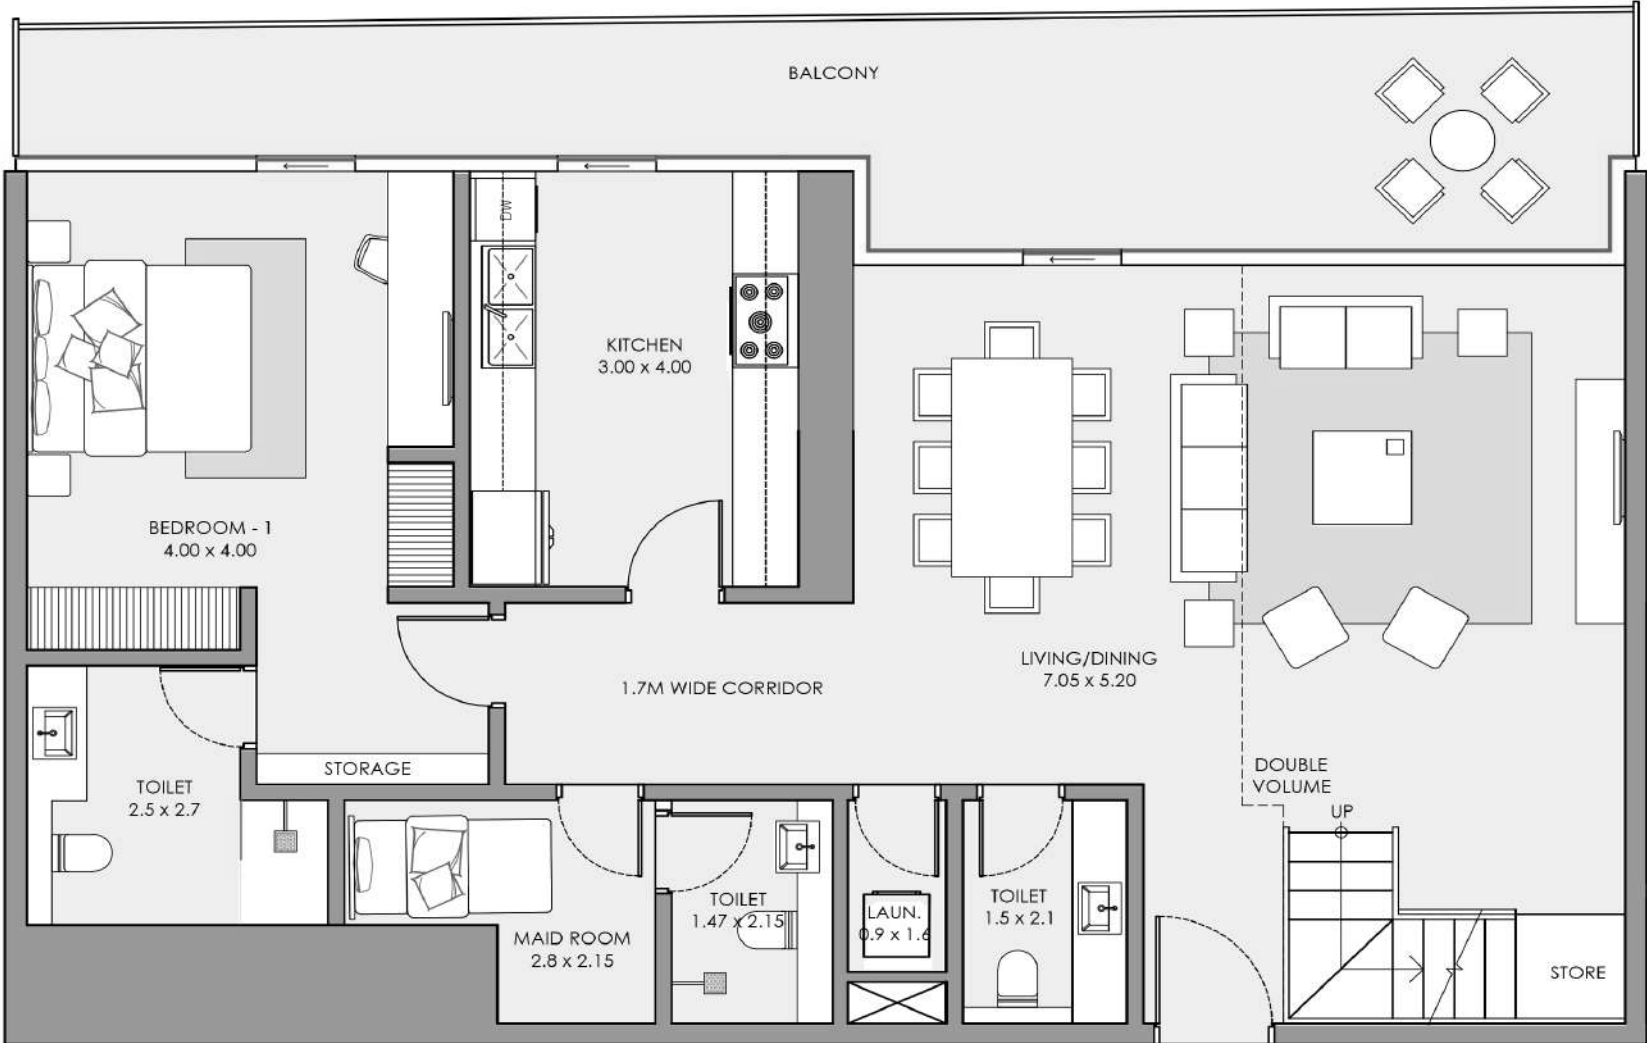 BALCONY
DW
KITCHEN
3.00 x 4.00
BEDROOM - 1
4.00 x 4.00
LIVING/DINING
7.05 x 5.20
1.7M WIDE CORRIDOR
STORAGE
DOUBLE
VOLUME
UP
TOILET
2.5 x 2.7
TOILET
1.47 x 2.15
LAUN.
0.9 x 1.6
TOILET
1.5 x 2.1
MAID ROOM
2.8 x 2.15
STORE